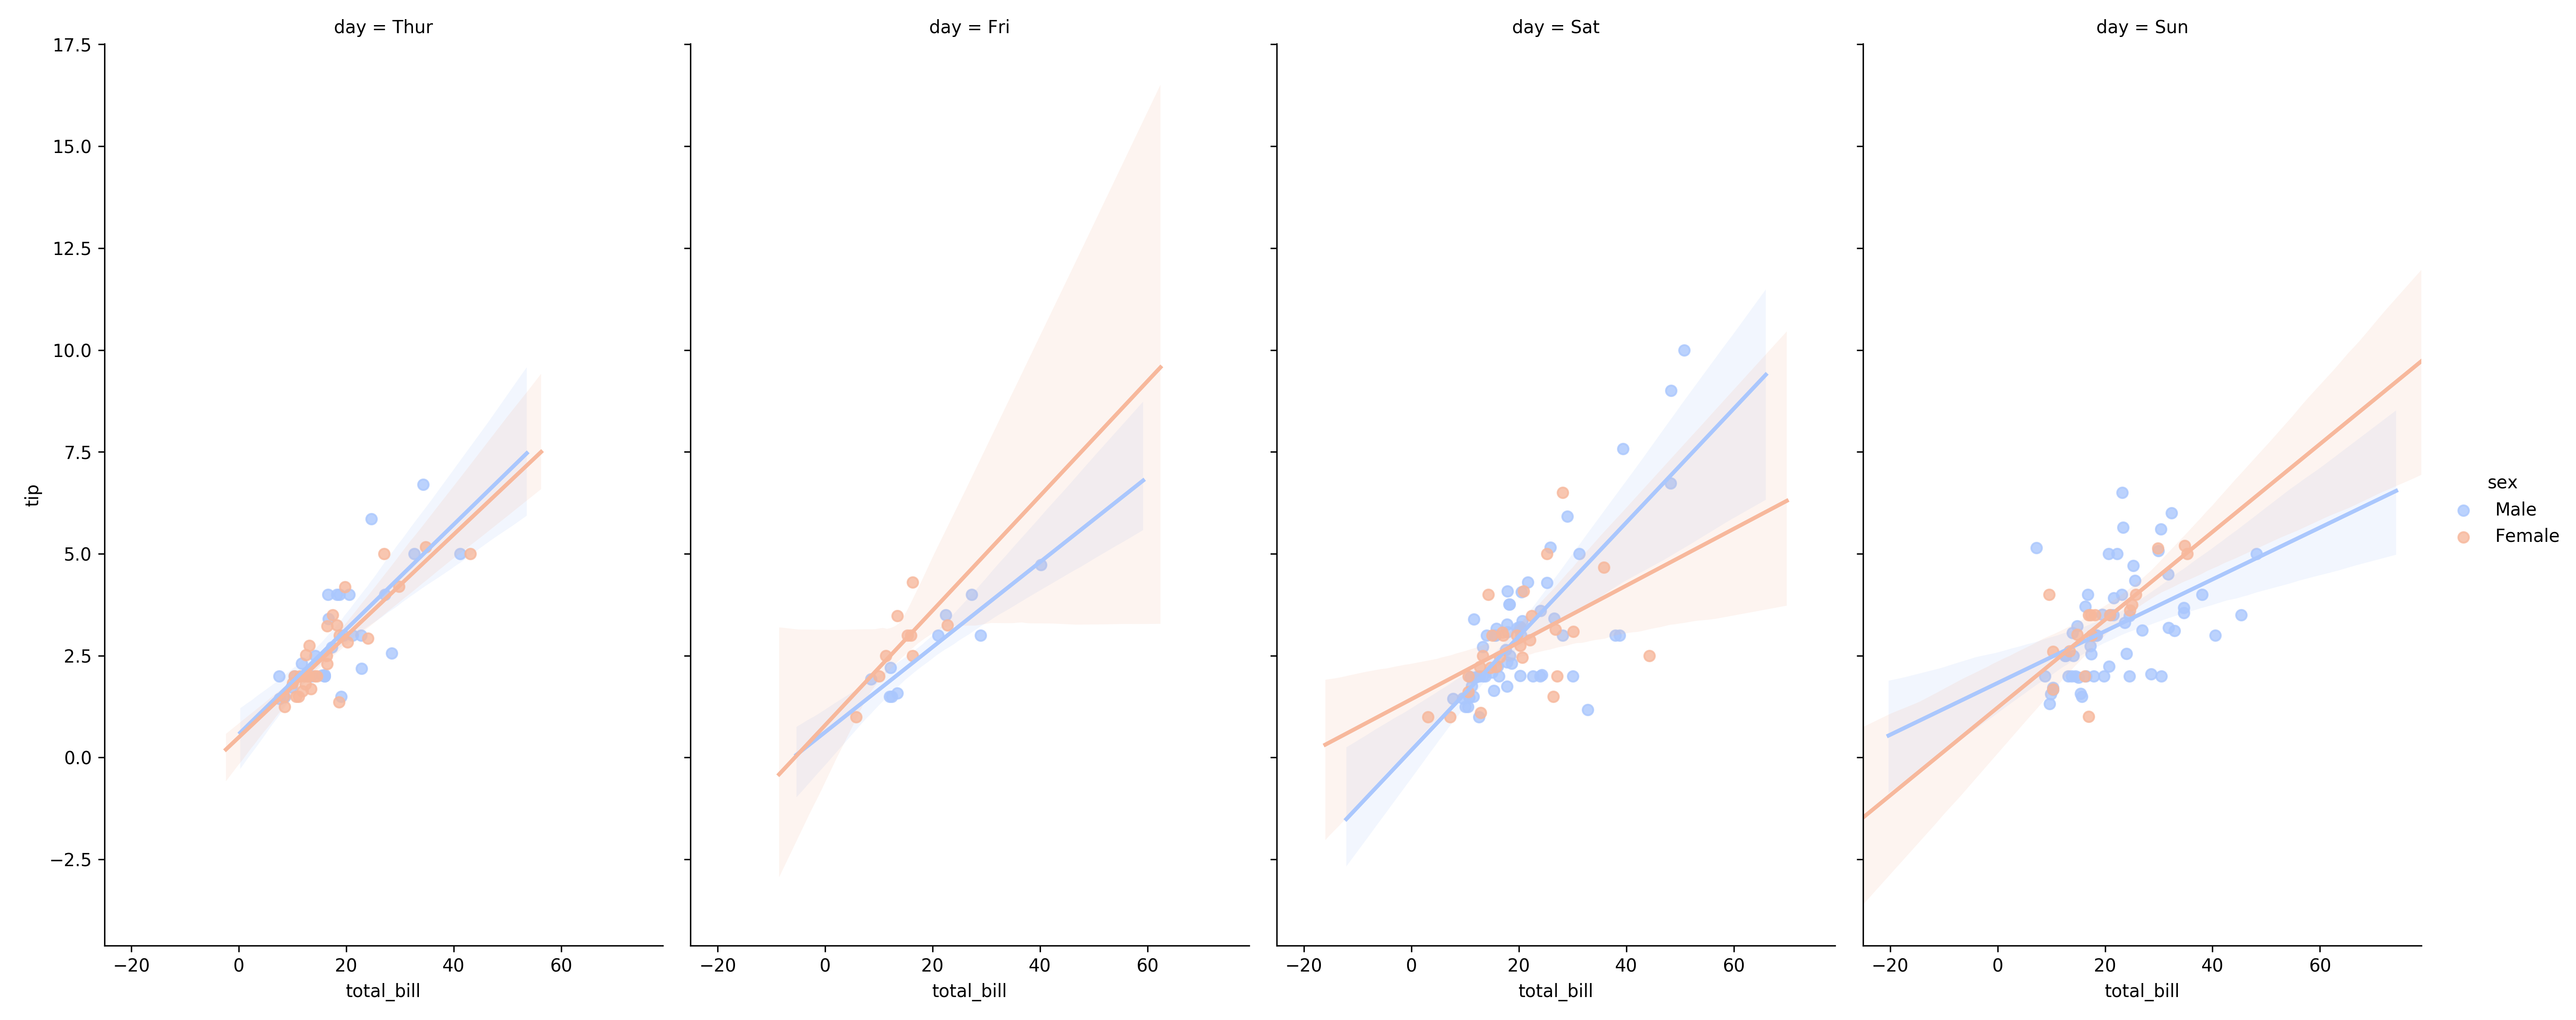 day = Thur
day = Fri
day = Sat
day = Sun
17.5
15.0
12.5
10.0
7.5
5.0
2.5
0.0
−2.5
tip
−20 0 20 40 60
−20 0 20 40 60
−20 0 20 40 60
−20 0 20 40 60
total_bill
total_bill
total_bill
total_bill
sex
Male
Female